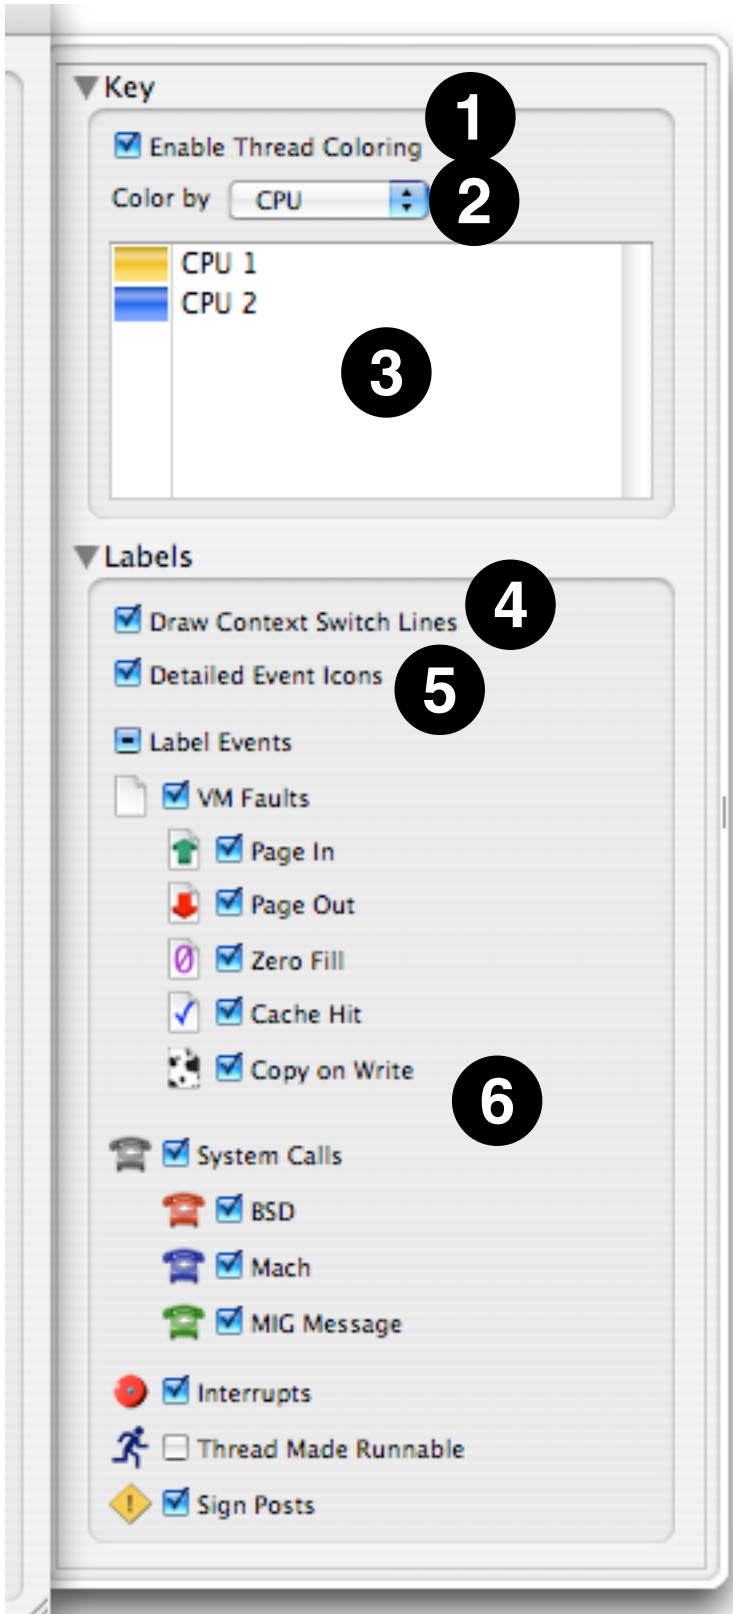 Key
1
Enable Thread Coloring
Color by CPU
2
CPU 1
CPU 2
3
Labels
Draw Context Switch Lines
4
Detailed Event Icons
5
Label Events
VM Faults
Page In
Page Out
0 Zero Fill
Cache Hit
Copy on Write
6
System Calls
BSD
Mach
MIG Message
Interrupts
Thread Made Runnable
! Sign Posts